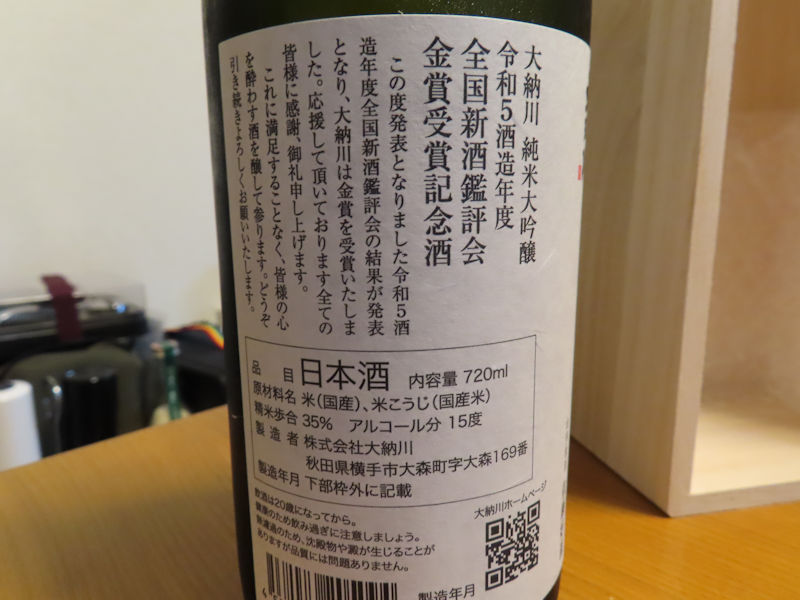 大納川 純米大吟醸
令和5酒造年度
全国新酒鑑評会
金賞受賞記念酒
この度発表となりました令和5酒
造年度全国新酒鑑評会の結果が発表
となり、大納川は金賞を受賞いたしま
した。応援して頂いております全ての
皆様に感謝、御礼申し上げます。
これに満足することなく、皆様の心
を酔わす酒を醸して参ります。どうぞ
引き続きよろしくお願いいたします。
品目 日本酒 内容量 720ml
原材料名 米(国産)、米こうじ(国産米)
精米歩合 35% アルコール分 15度
製造者 株式会社大納川
秋田県横手市大森町字大森169番
製造年月 下部枠外に記載
飲酒は20歳になってから。
健康のため飲み過ぎに注意しましょう。
無濾過のため、沈殿物や澱が生じることが
ありますが品質には問題ありません。
大納川ホームページ
製造年月